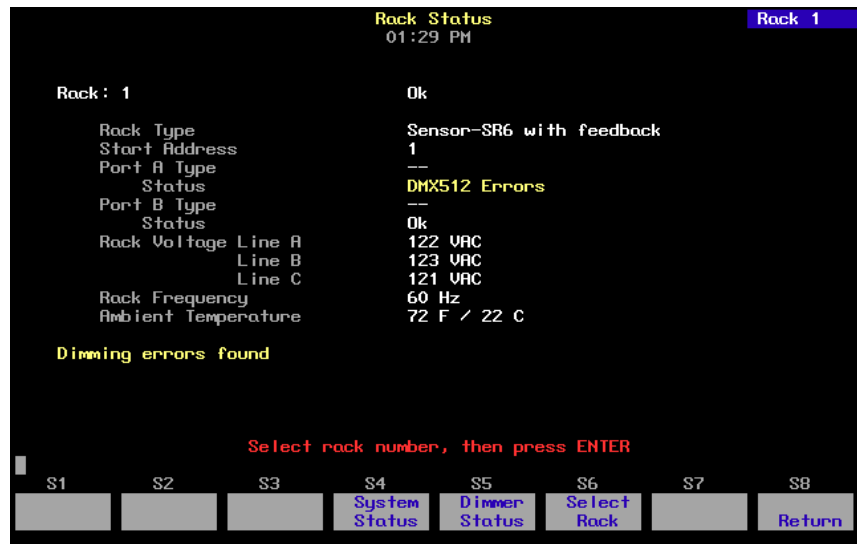 Rack Status Rack 1
01:29 PM
Rack: 1 Ok
Rack Type Sensor-SR6 with feedback
Start Address 1
Port A Type --
Status DMX512 Errors
Port B Type --
Status Ok
Rack Voltage Line A 122 VAC
Line B 123 VAC
Line C 121 VAC
Rack Frequency 60 Hz
Ambient Temperature 72 F / 22 C
Dimming errors found
Select rack number, then press ENTER
S1 S2 S3 S4 S5 S6 S7 S8
System Dimmer Select
Status Status Rack Return